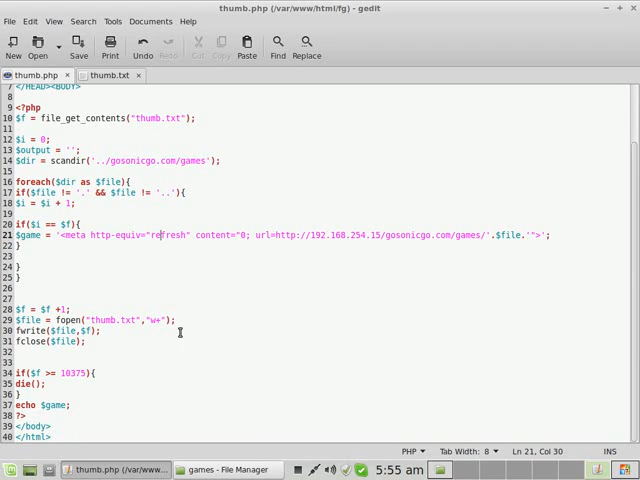 thumb.php (/var/www/html/fg) - gedit
File Edit View Search Tools Documents Help
New Open Save Print Undo Redo Cut Copy Paste Find Replace
thumb.php × thumb.txt ×
7 </HEAD><BODY>
8
9 <?php
10 $f = file_get_contents("thumb.txt");
11
12 $i = 0;
13 $output = '';
14 $dir = scandir('../gosonicgo.com/games');
15
16 foreach($dir as $file){
17 if($file != '.' && $file != '..'){
18 $i = $i + 1;
19
20 if($i == $f){
21 $game = '<meta http-equiv="refresh" content="0; url=http://192.168.254.15/gosonicgo.com/games/'.$file.'">';
22 }
23
24 }
25 }
26
27
28 $f = $f +1;
29 $file = fopen("thumb.txt","w+");
30 fwrite($file,$f);
31 fclose($file);
32
33
34 if($f >= 10375){
35 die();
36 }
37 echo $game;
38 ?>
39 </body>
40 </html>
PHP Tab Width: 8 Ln 21, Col 30 INS
thumb.php (/var/www... games - File Manager 5:55 am